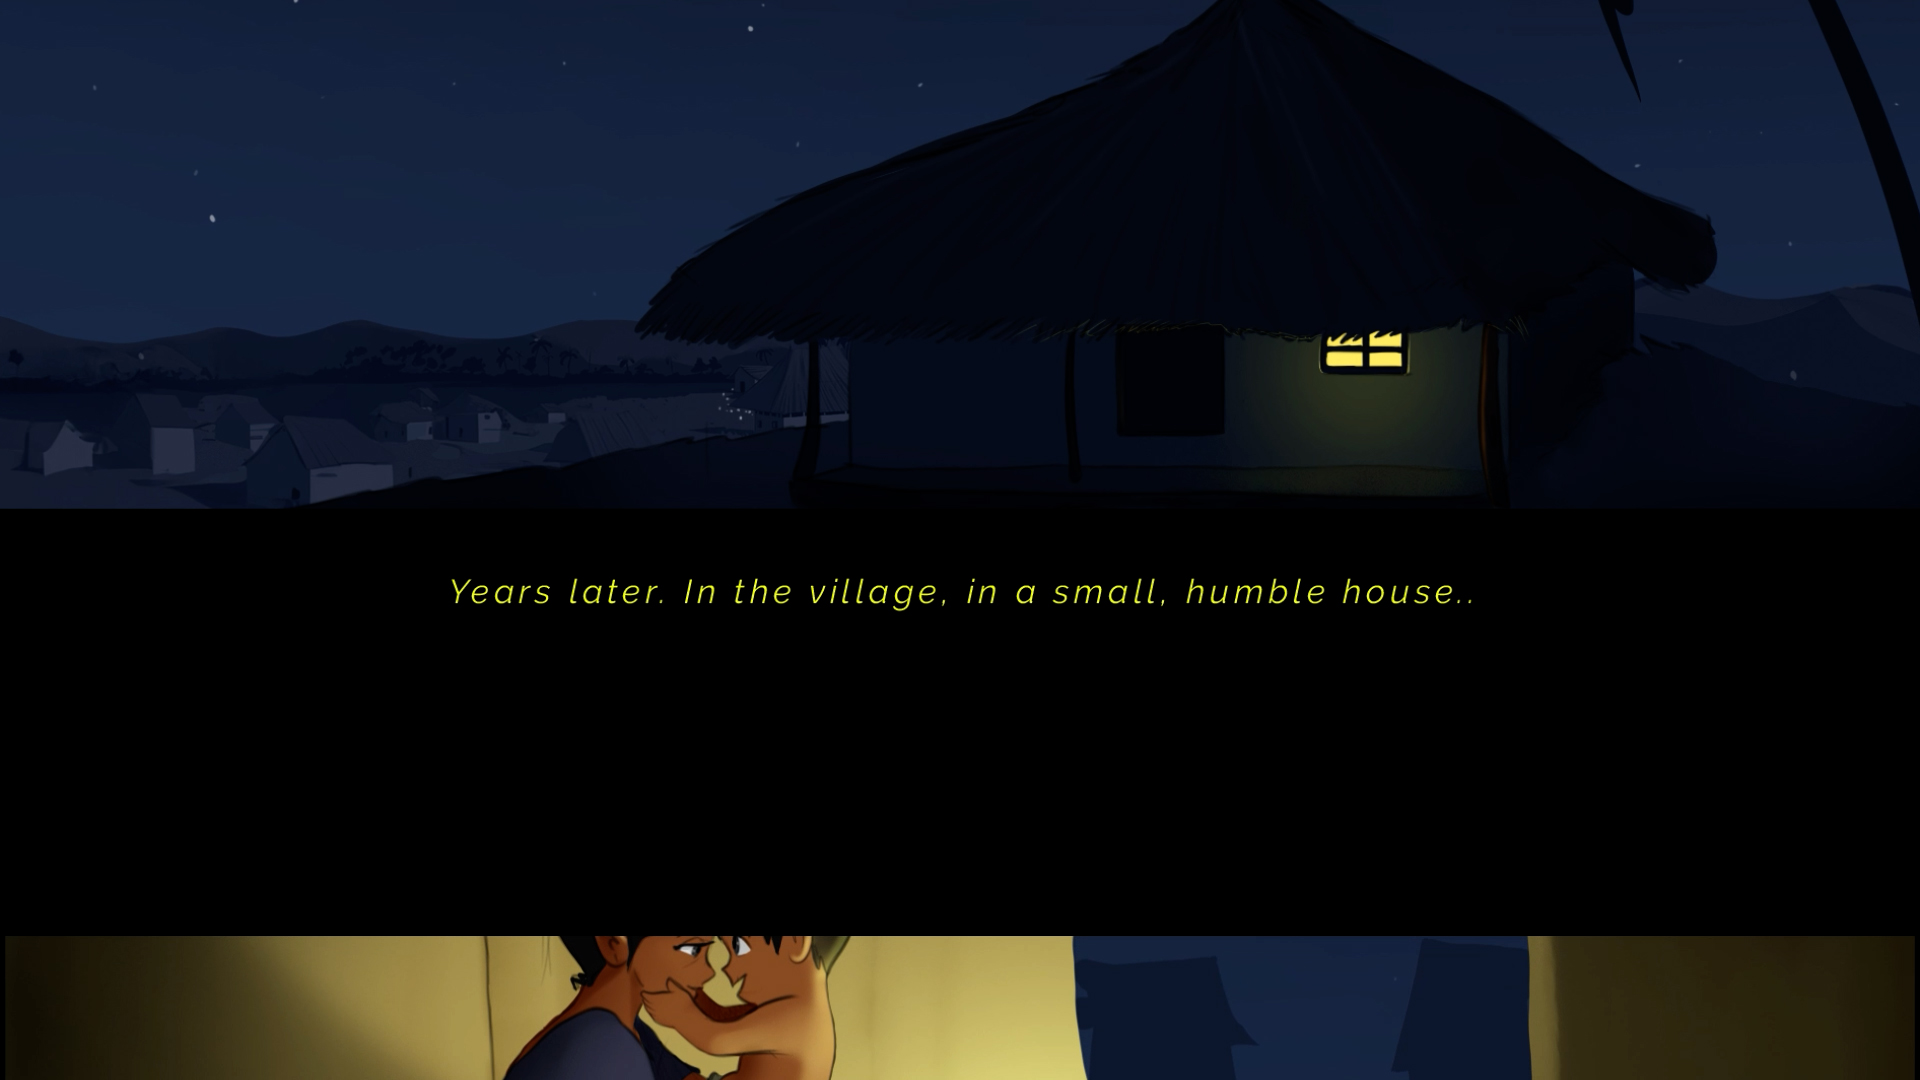 Years later. In the village, in a small, humble house..